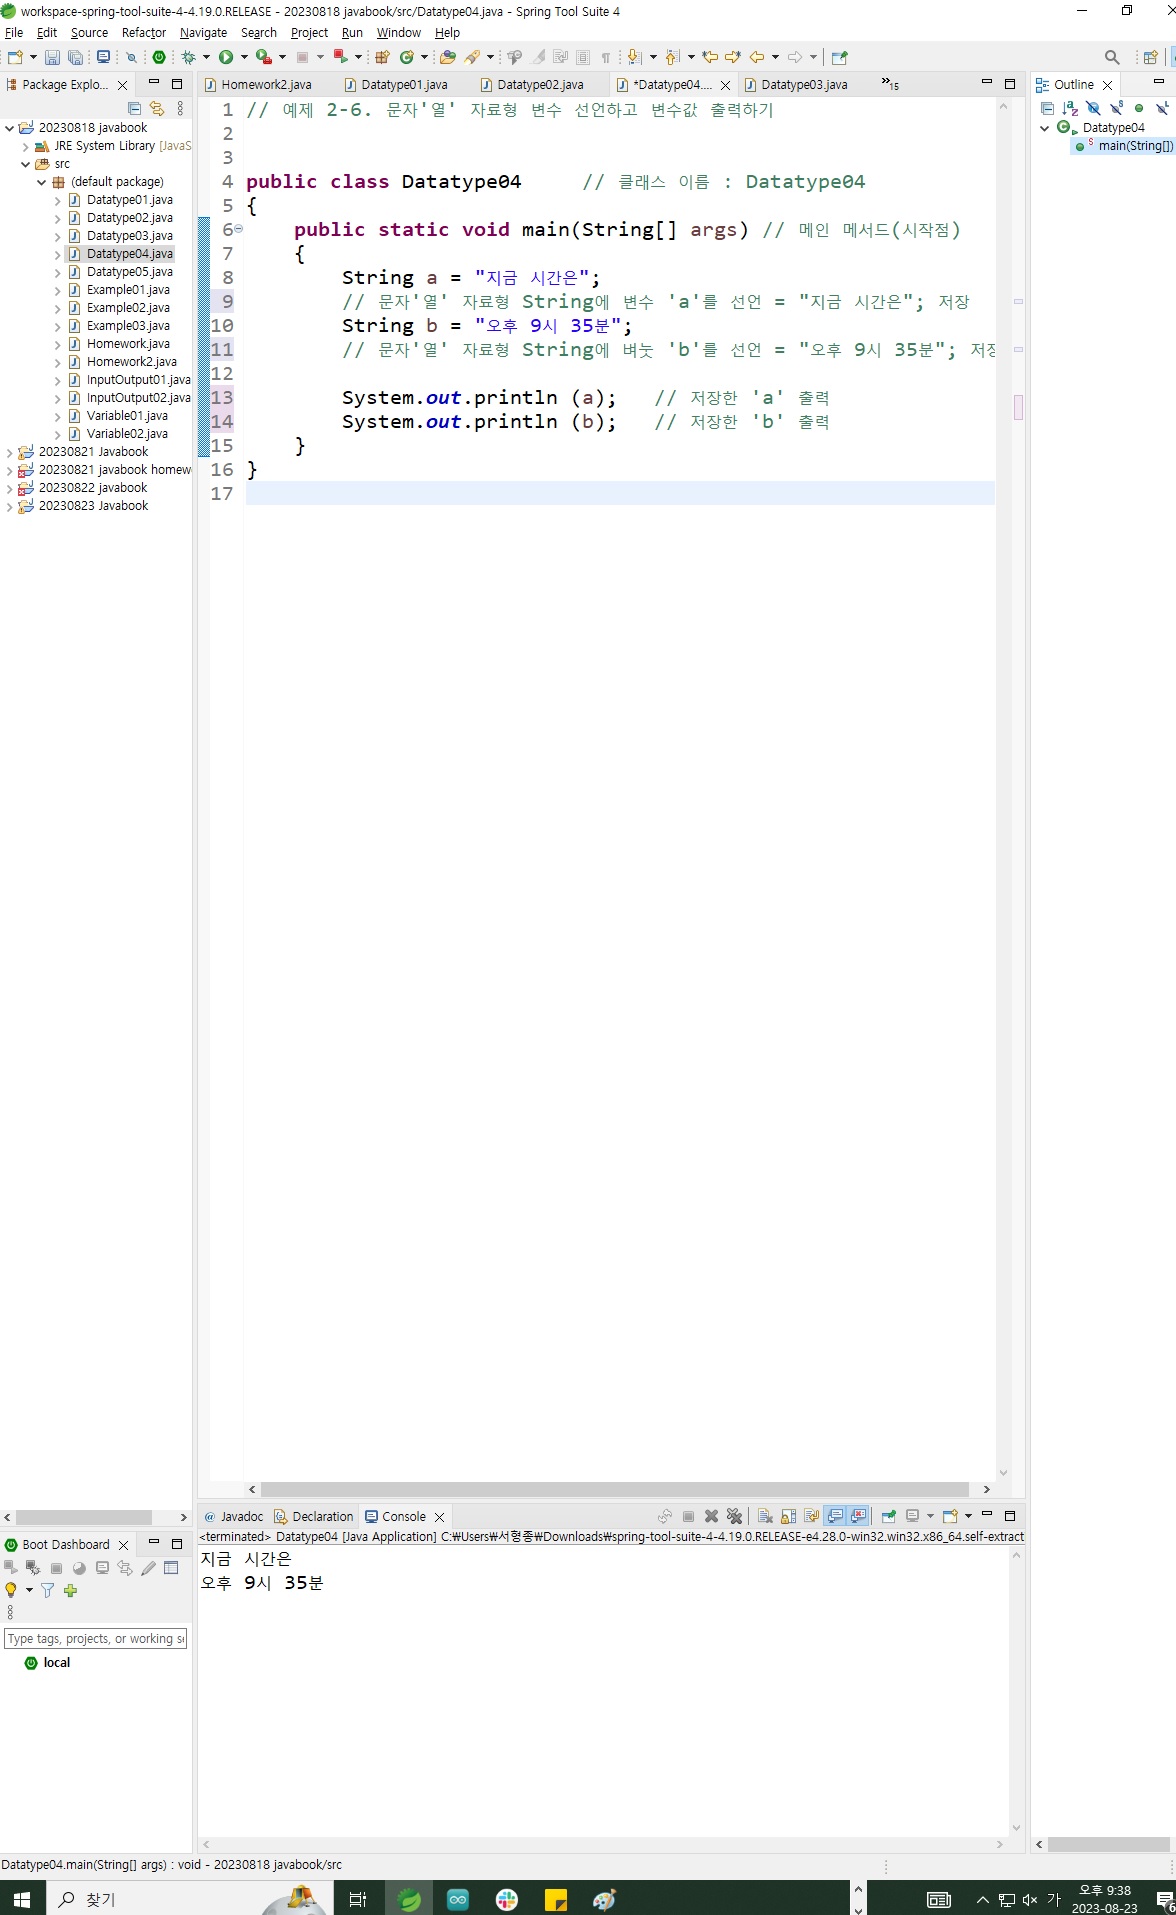 workspace-spring-tool-suite-4-4.19.0.RELEASE - 20230818 javabook/src/Datatype04.java - Spring Tool Suite 4
File Edit Source Refactor Navigate Search Project Run Window Help
Package Explo...
20230818 javabook
JRE System Library [JavaS
src
(default package)
Datatype01.java
Datatype02.java
Datatype03.java
Datatype04.java
Datatype05.java
Example01.java
Example02.java
Example03.java
Homework.java
Homework2.java
InputOutput01.java
InputOutput02.java
Variable01.java
Variable02.java
20230821 Javabook
20230821 javabook homew
20230822 javabook
20230823 Javabook
Homework2.java Datatype01.java Datatype02.java *Datatype04.... Datatype03.java »15
1 // 예제 2-6. 문자'열' 자료형 변수 선언하고 변수값 출력하기
2
3
4 public class Datatype04 // 클래스 이름 : Datatype04
5 {
6 public static void main(String[] args) // 메인 메서드(시작점)
7 {
8 String a = "지금 시간은";
9 // 문자'열' 자료형 String에 변수 'a'를 선언 = "지금 시간은"; 저장
10 String b = "오후 9시 35분";
11 // 문자'열' 자료형 String에 벼눗 'b'를 선언 = "오후 9시 35분"; 저장
12
13 System.out.println (a); // 저장한 'a' 출력
14 System.out.println (b); // 저장한 'b' 출력
15 }
16 }
17
Outline
Datatype04
main(String[])
@ Javadoc Declaration Console
<terminated> Datatype04 [Java Application] C:₩Users₩서형종₩Downloads₩spring-tool-suite-4-4.19.0.RELEASE-e4.28.0-win32.win32.x86_64.self-extract
지금 시간은
오후 9시 35분
Boot Dashboard
Type tags, projects, or working se
local
Datatype04.main(String[] args) : void - 20230818 javabook/src
찾기
가
오후 9:38
2023-08-23
6